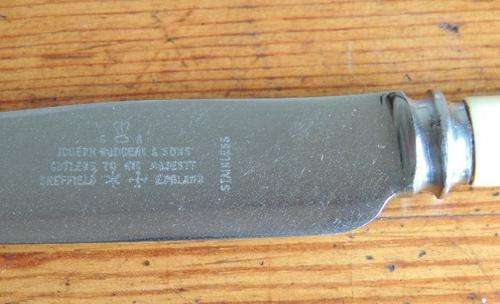 G R
JOSEPH RODGERS & SONS
CUTLERS TO HIS MAJESTY
SHEFFIELD ENGLAND
STAINLESS